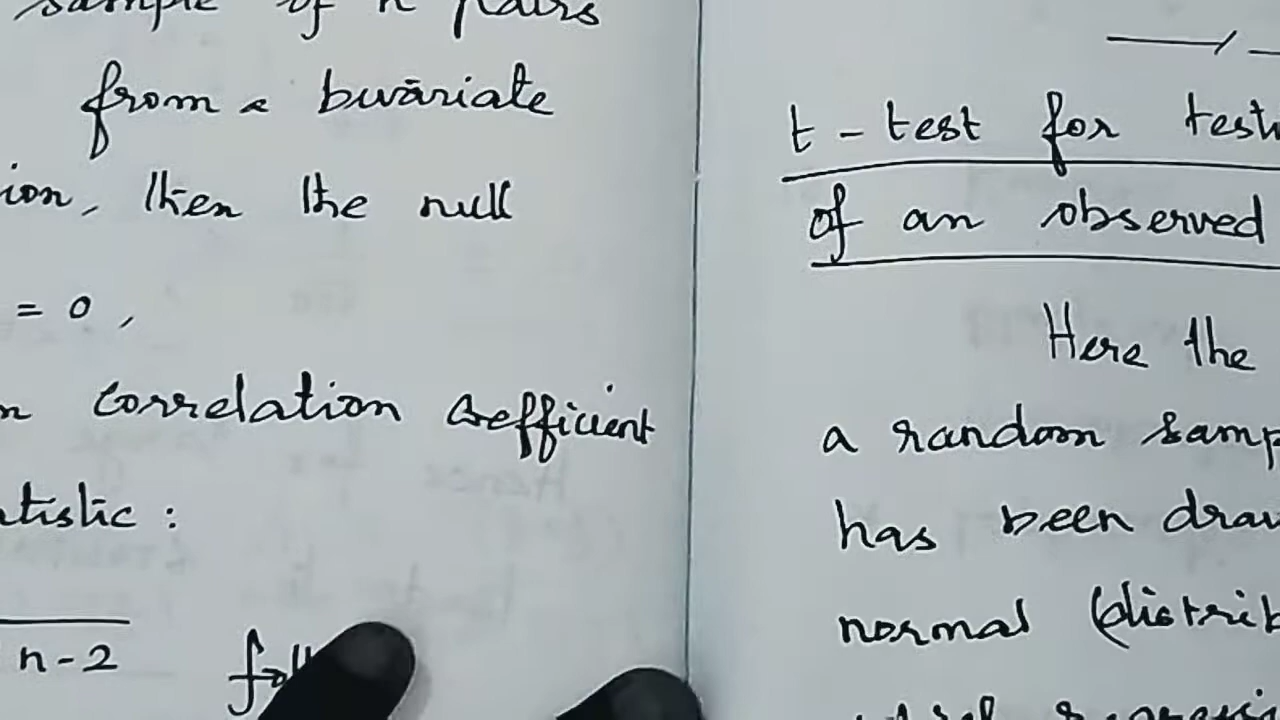 sample of n pairs
from a bivariate
ion, then the null
= 0,
n correlation coefficient
tistic :
n-2
t-test for test
of an observed
Here the
a random samp
has been draw
normal distrib